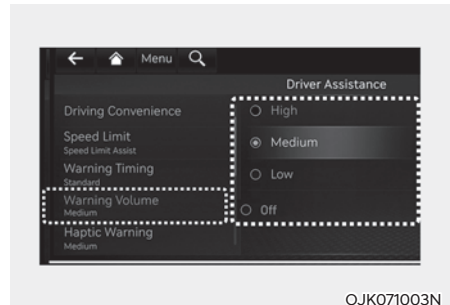 Menu
Driver Assistance
Driving Convenience
Speed Limit
Speed Limit Assist
Warning Timing
Standard
Warning Volume
Medium
Haptic Warning
Medium
High
Medium
Low
Off
OJK071003N